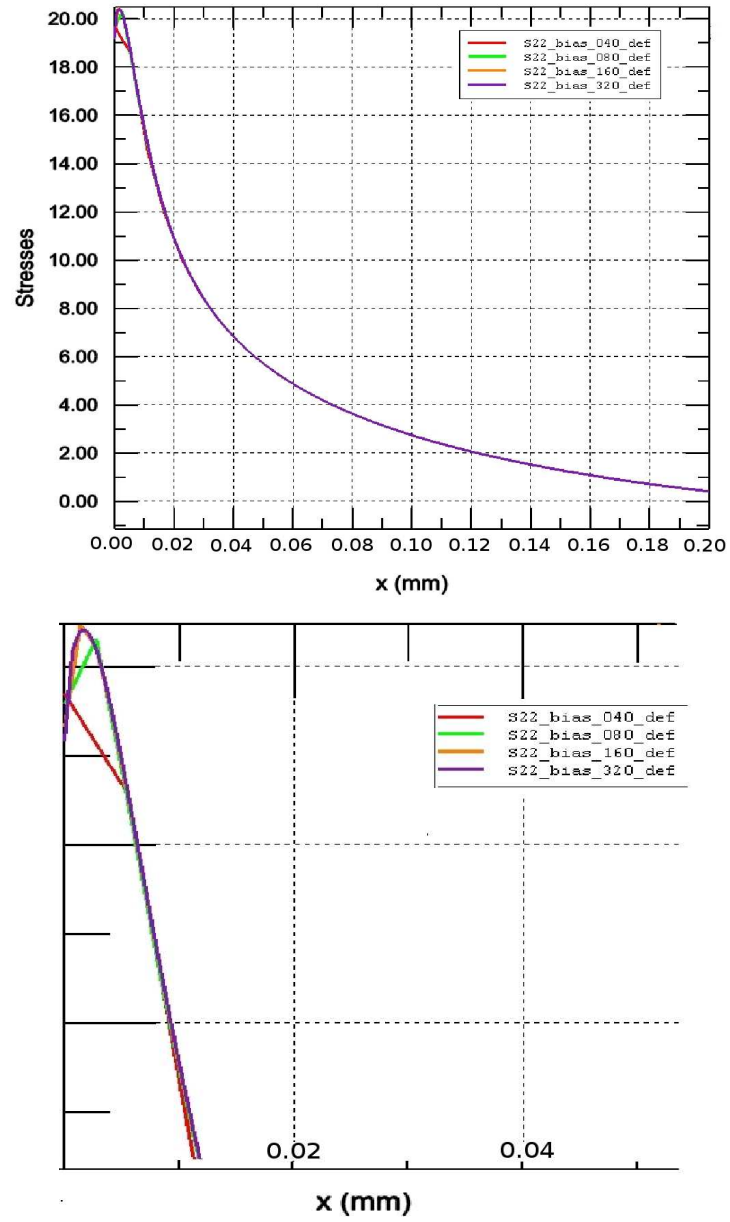 20.00
18.00
16.00
14.00
12.00
10.00
8.00
6.00
4.00
2.00
0.00
Stresses
S22_bias_040_def
S22_bias_080_def
S22_bias_160_def
S22_bias_320_def
0.00 0.02 0.04 0.06 0.08 0.10 0.12 0.14 0.16 0.18 0.20
x (mm)
S22_bias_040_def
S22_bias_080_def
S22_bias_160_def
S22_bias_320_def
0.02 0.04
x (mm)